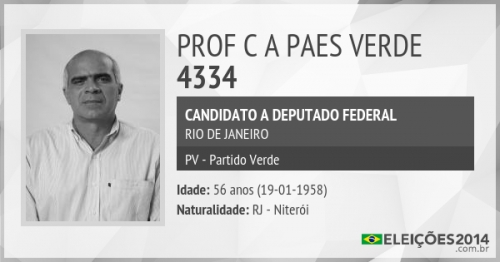 PROF C A PAES VERDE
4334
CANDIDATO A DEPUTADO FEDERAL
RIO DE JANEIRO
PV - Partido Verde
Idade: 56 anos (19-01-1958)
Naturalidade: RJ - Niterói
ELEIÇÕES2014
.com.br